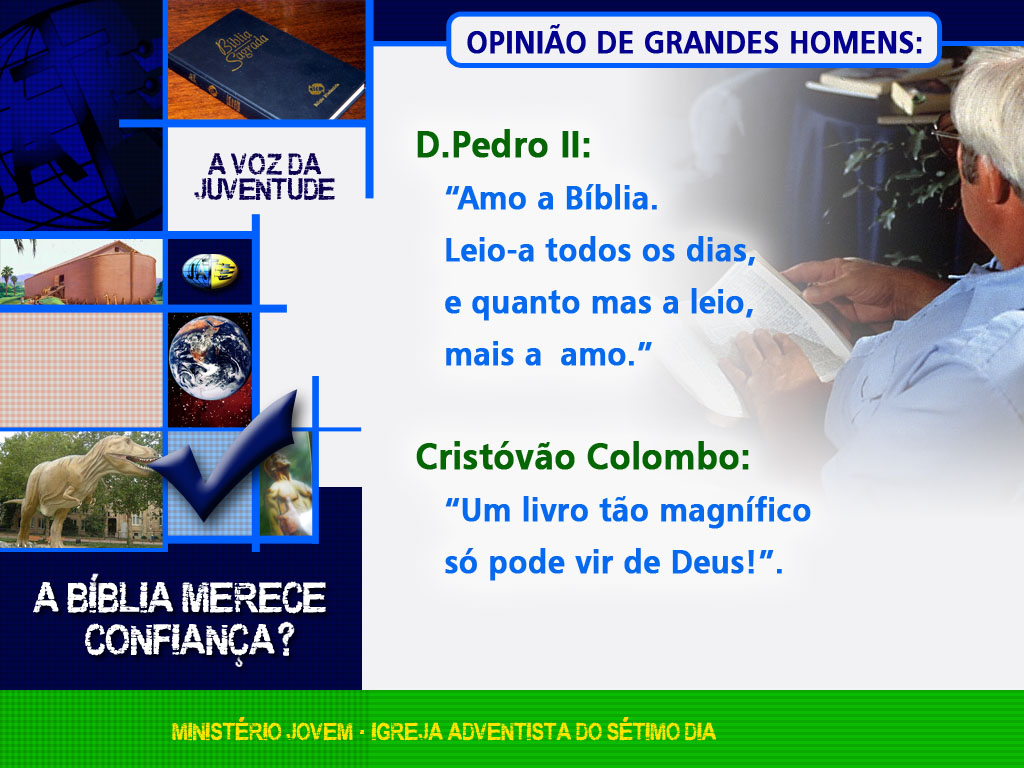 OPINIÃO DE GRANDES HOMENS:
Bíblia
Sagrada
A VOZ DA
JUVENTUDE
D.Pedro II:
“Amo a Bíblia.
Leio-a todos os dias,
e quanto mas a leio,
mais a amo.”
Cristóvão Colombo:
“Um livro tão magnífico
só pode vir de Deus!”.
A BÍBLIA MERECE
CONFIANÇA?
MINISTÉRIO JOVEM - IGREJA ADVENTISTA DO SÉTIMO DIA